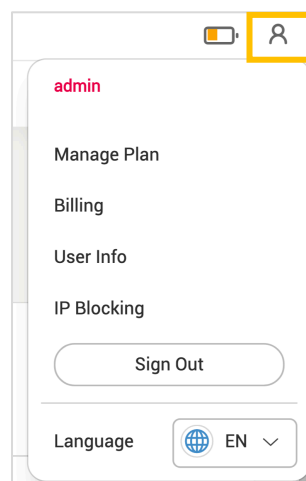 admin
Manage Plan
Billing
User Info
IP Blocking
Sign Out
Language EN